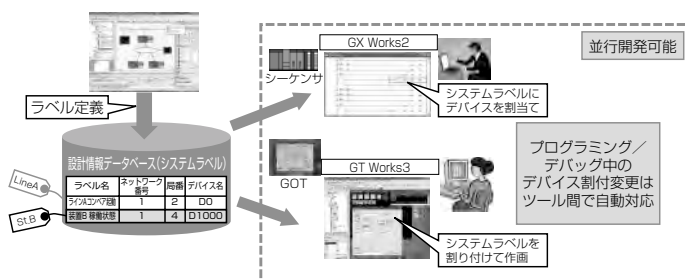 GX Works2
並行開発可能
シーケンサ
ラベル定義
システムラベルに
デバイスを割当て
設計情報データベース(システムラベル)
ラベル名 ネットワーク番号 局番 デバイス名
ラインAコンベア起動 1 2 D0
装置B 稼働状態 1 4 D1000
LineA
St.B
GT Works3
GOT
プログラミング/
デバッグ中の
デバイス割付変更は
ツール間で自動対応
システムラベルを
割り付けて作画